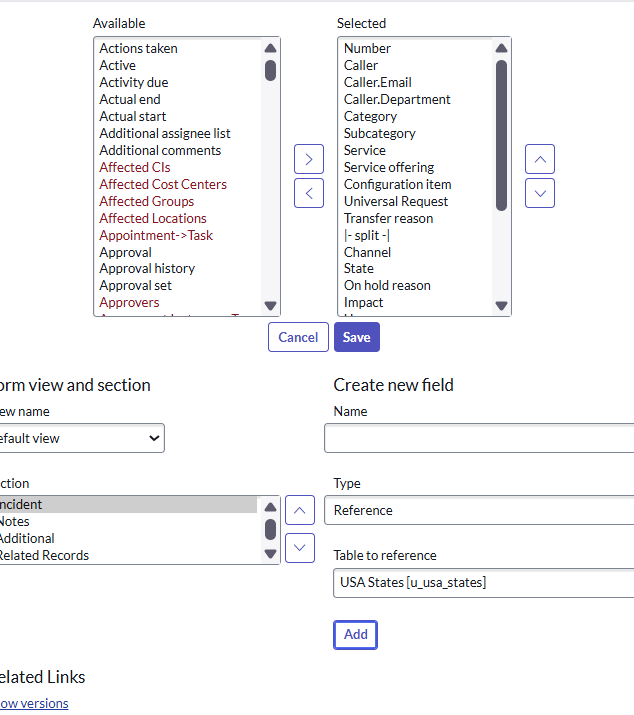 Available
Actions taken
Active
Activity due
Actual end
Actual start
Additional assignee list
Additional comments
Affected CIs
Affected Cost Centers
Affected Groups
Affected Locations
Appointment->Task
Approval
Approval history
Approval set
Approvers
Selected
Number
Caller
Caller.Email
Caller.Department
Category
Subcategory
Service
Service offering
Configuration item
Universal Request
Transfer reason
|- split -|
Channel
State
On hold reason
Impact
Cancel
Save
orm view and section
ew name
efault view
ction
ncident
Notes
Additional
Related Records
Create new field
Name
Type
Reference
Table to reference
USA States [u_usa_states]
Add
elated Links
ow versions